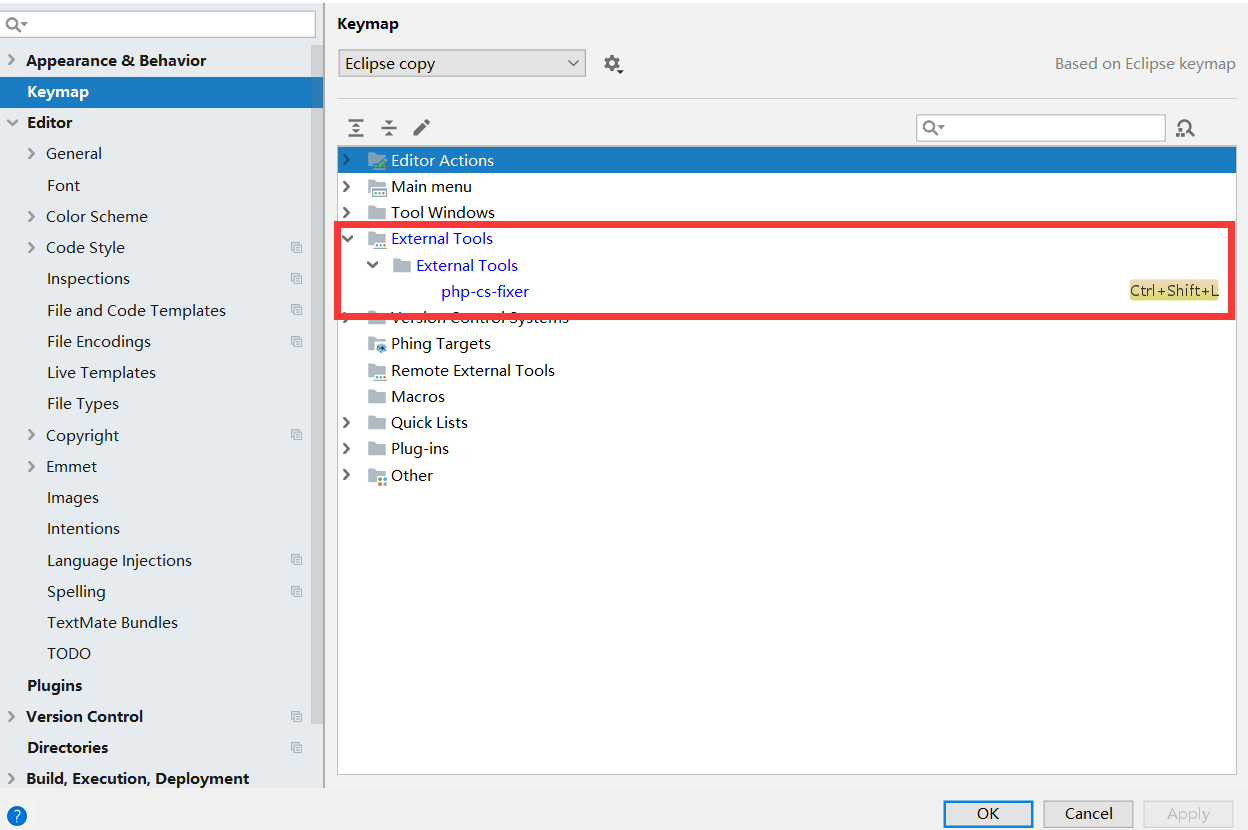 Keymap
Appearance & Behavior
Keymap
Editor
General
Font
Color Scheme
Code Style
Inspections
File and Code Templates
File Encodings
Live Templates
File Types
Copyright
Emmet
Images
Intentions
Language Injections
Spelling
TextMate Bundles
TODO
Plugins
Version Control
Directories
Build, Execution, Deployment
?
Eclipse copy
Based on Eclipse keymap
Editor Actions
Main menu
Tool Windows
External Tools
External Tools
php-cs-fixer Ctrl+Shift+L
Version Control Systems
Phing Targets
Remote External Tools
Macros
Quick Lists
Plug-ins
Other
OK Cancel Apply